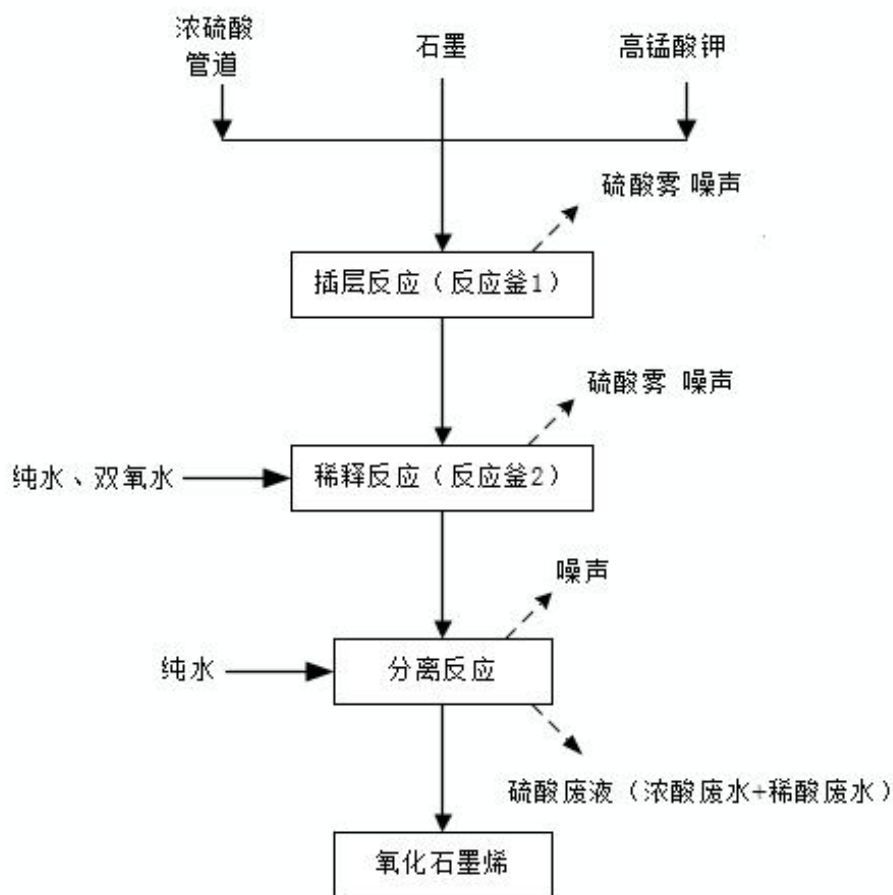 浓硫酸
管道
石墨
高锰酸钾
硫酸雾 噪声
插层反应（反应釜1）
硫酸雾 噪声
纯水、双氧水
稀释反应（反应釜2）
噪声
纯水
分离反应
硫酸废液（浓酸废水+稀酸废水）
氧化石墨烯